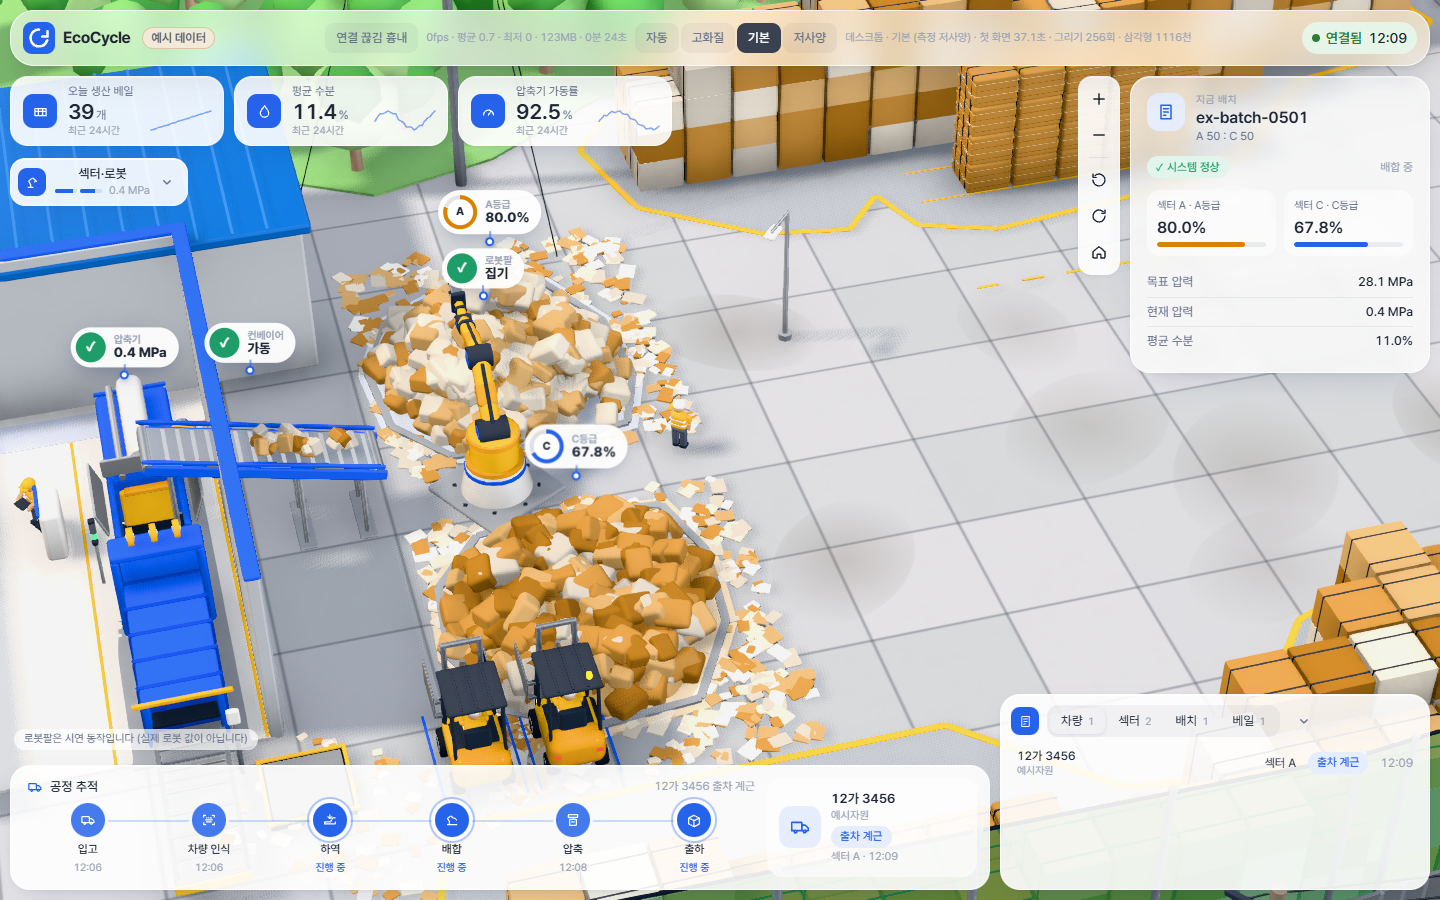 EcoCycle
예시 데이터
연결 끊김 흉내
0fps · 평균 0.7 · 최저 0 · 123MB · 0분 24초
자동
고화질
기본
저사양
데스크톱 · 기본 (측정 저사양) · 첫 화면 37.1초 · 그리기 256회 · 삼각형 1116천
연결됨 12:09
오늘 생산 베일
39개
최근 24시간
평균 수분
11.4%
최근 24시간
압축기 가동률
92.5%
최근 24시간
섹터·로봇
0.4 MPa
지금 배치
ex-batch-0501
A 50 : C 50
✓ 시스템 정상
배합 중
섹터 A · A등급
80.0%
섹터 C · C등급
67.8%
목표 압력 28.1 MPa
현재 압력 0.4 MPa
평균 수분 11.0%
A
A등급
80.0%
로봇팔
집기
압축기
0.4 MPa
컨베이어
가동
C
C등급
67.8%
로봇팔은 시연 동작입니다 (실제 로봇 값이 아닙니다)
공정 추적
12가 3456 출차 계근
입고
12:06
차량 인식
12:06
하역
진행 중
배합
진행 중
압축
12:08
출하
진행 중
12가 3456
예시자원
출차 계근
섹터 A · 12:09
차량 1
섹터 2
배치 1
베일 1
12가 3456
예시자원
섹터 A
출차 계근
12:09